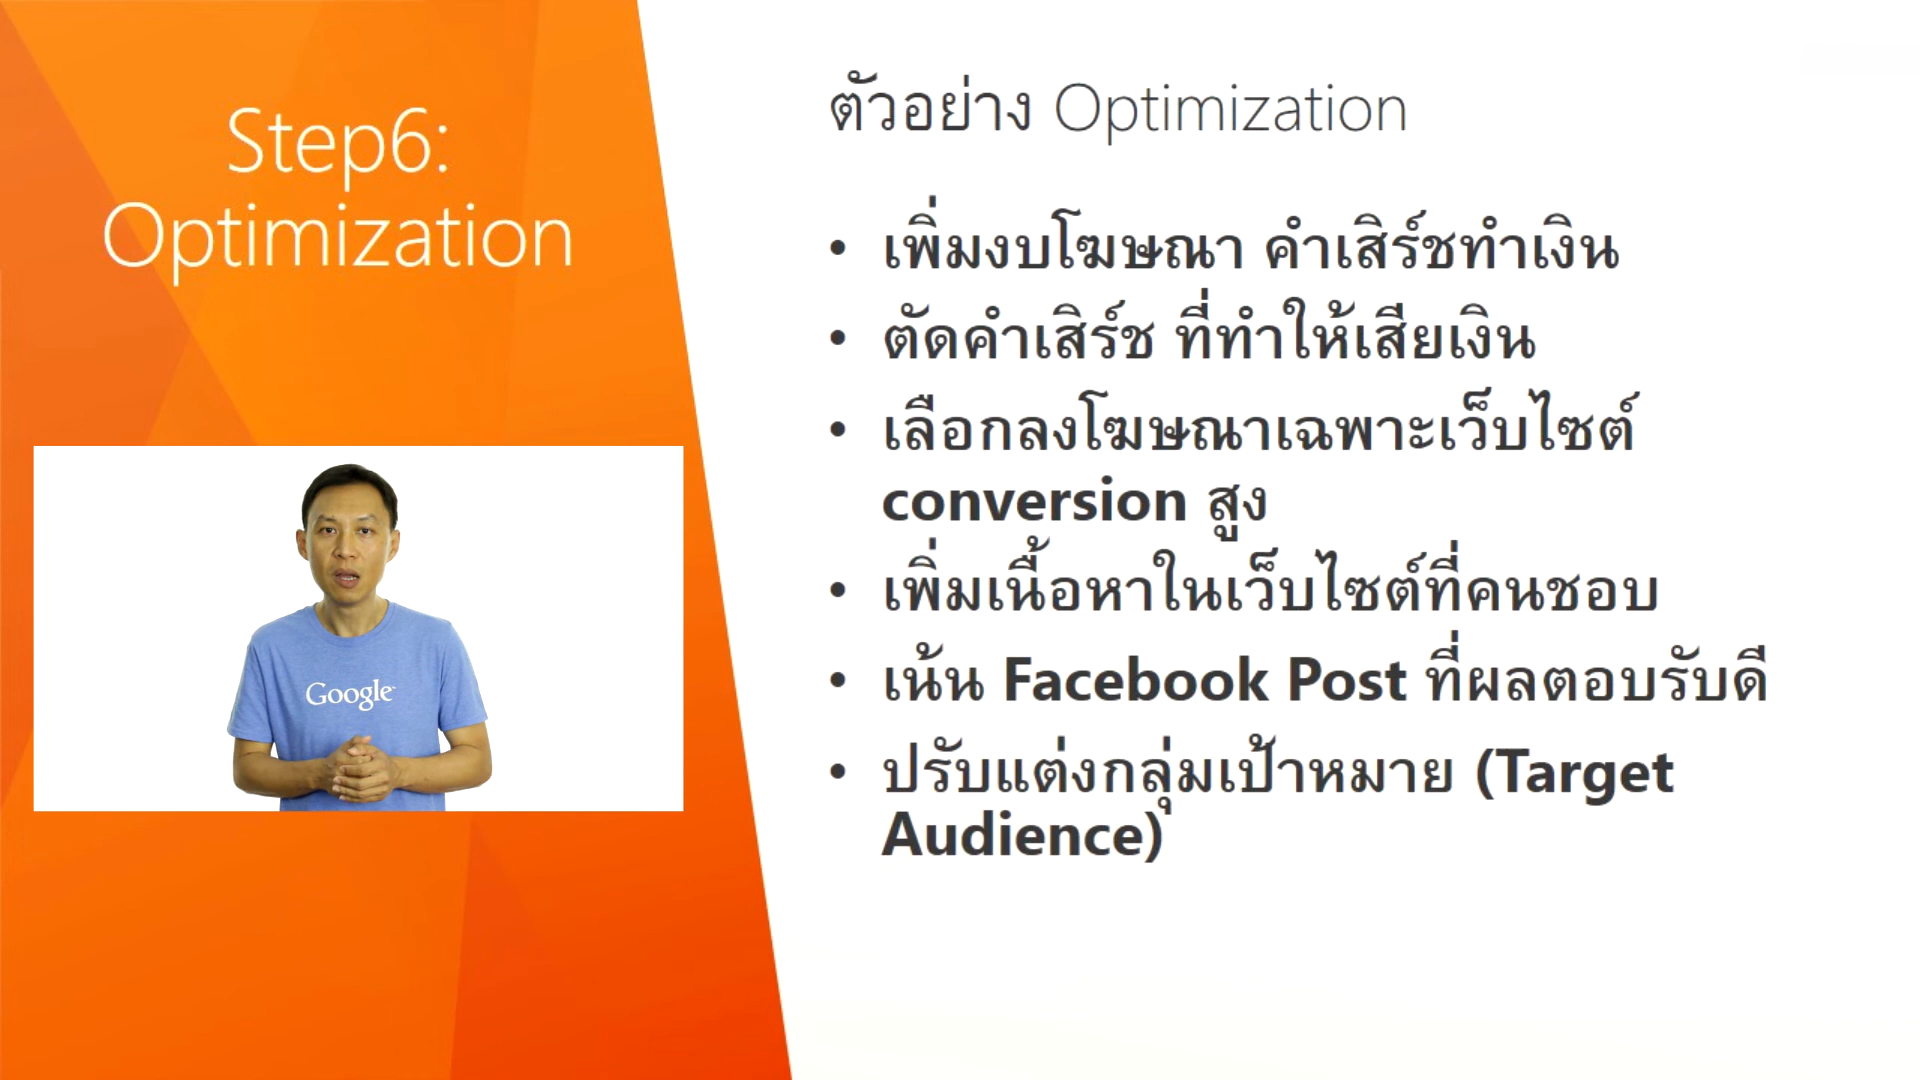 Step6:
Optimization
Google
ตัวอย่าง Optimization
• เพิ่มงบโฆษณา คำเสิร์ชทำเงิน
• ตัดคำเสิร์ช ที่ทำให้เสียเงิน
• เลือกลงโฆษณาเฉพาะเว็บไซต์
conversion สูง
• เพิ่มเนื้อหาในเว็บไซต์ที่คนชอบ
• เน้น Facebook Post ที่ผลตอบรับดี
• ปรับแต่งกลุ่มเป้าหมาย (Target
Audience)